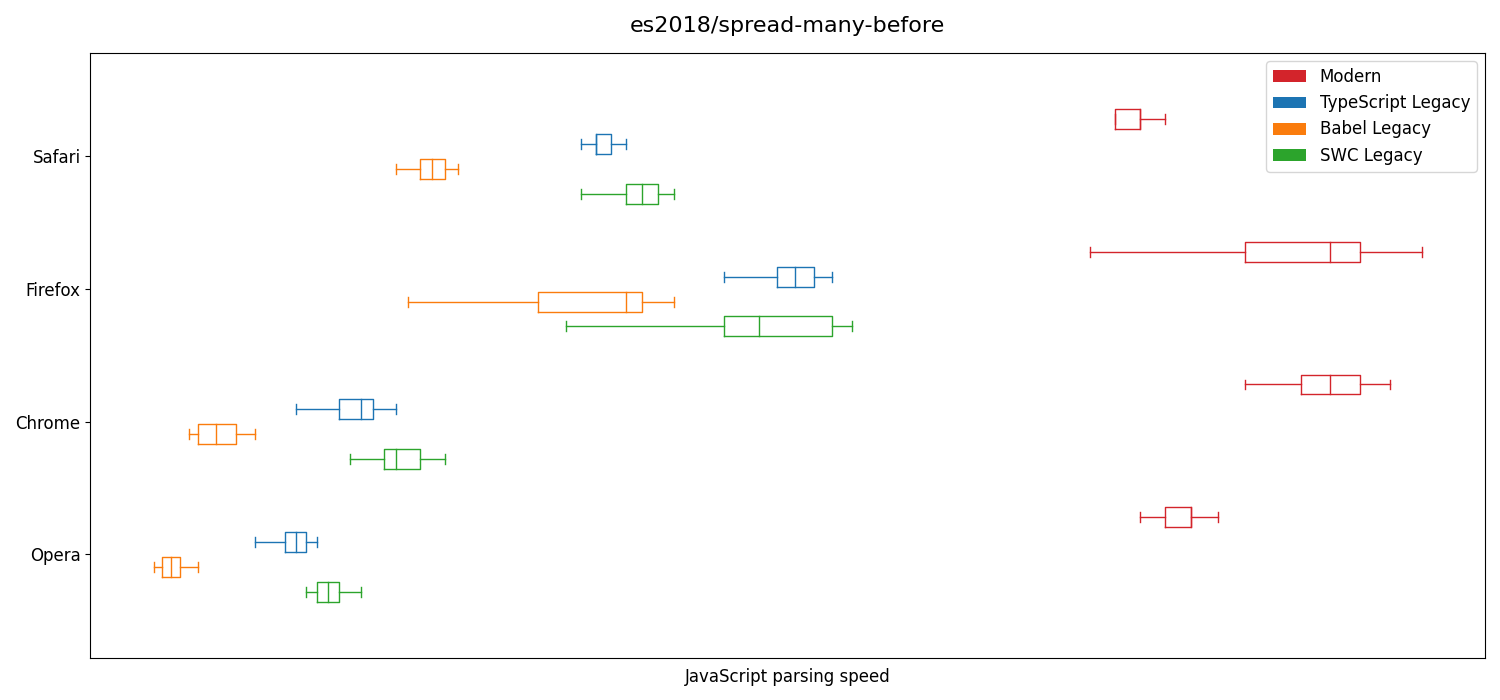 es2018/spread-many-before
Modern
TypeScript Legacy
Babel Legacy
SWC Legacy
Safari
Firefox
Chrome
Opera
JavaScript parsing speed